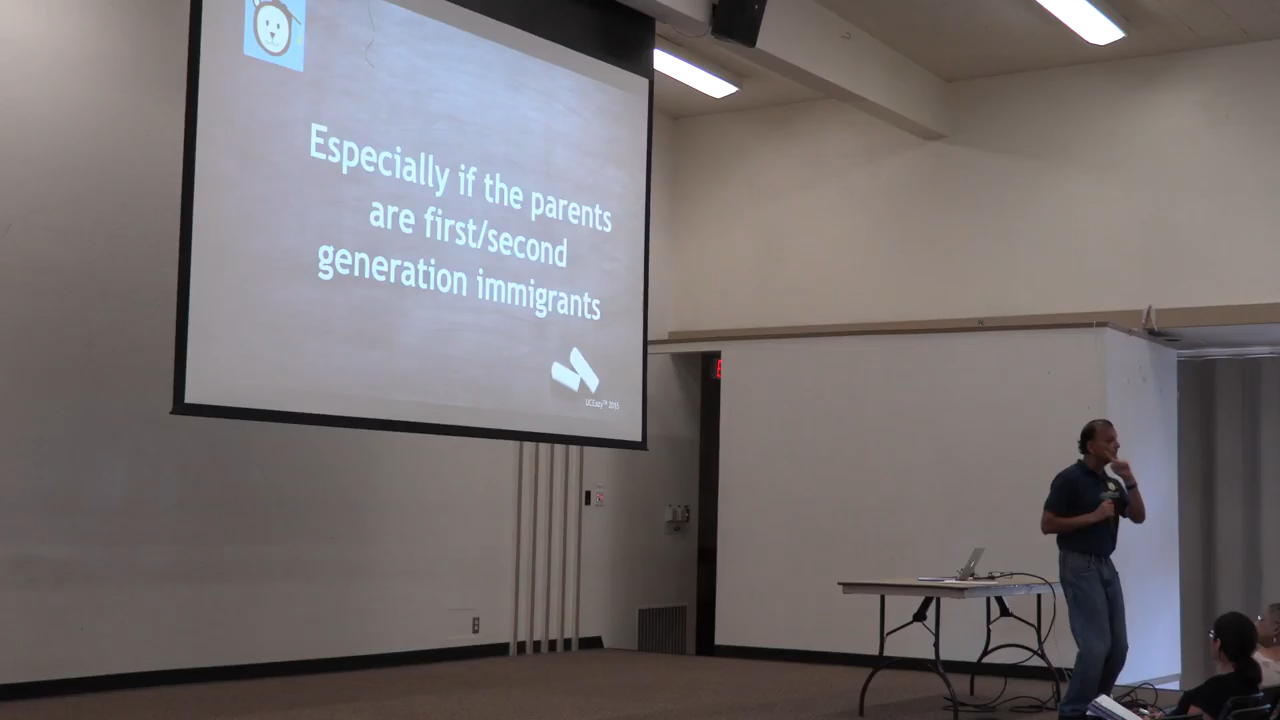 Especially if the parents
are first/second
generation immigrants
UCEazy™ 2015